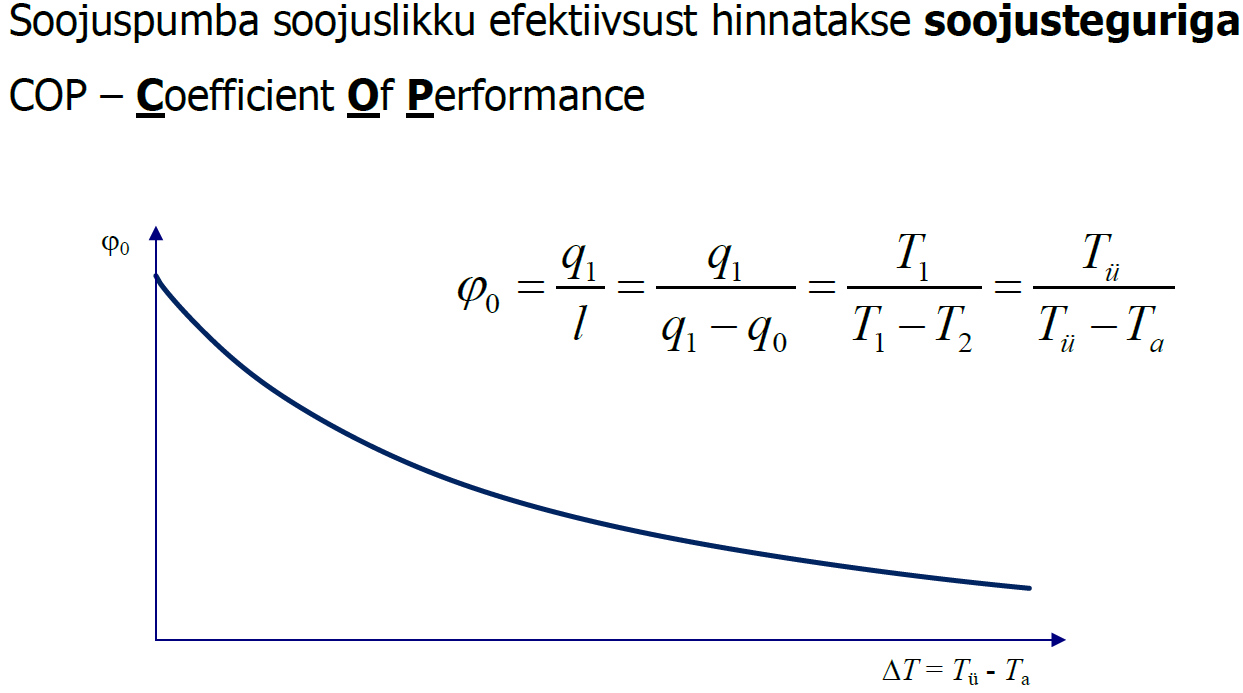 Soojuspumba soojuslikku efektiivsust hinnatakse soojusteguriga
COP – Coefficient Of Performance
φ₀
φ₀ = q₁/l = q₁/(q₁ − q₀) = T₁/(T₁ − T₂) = Tü/(Tü − Tₐ)
ΔT = Tü - Tₐ